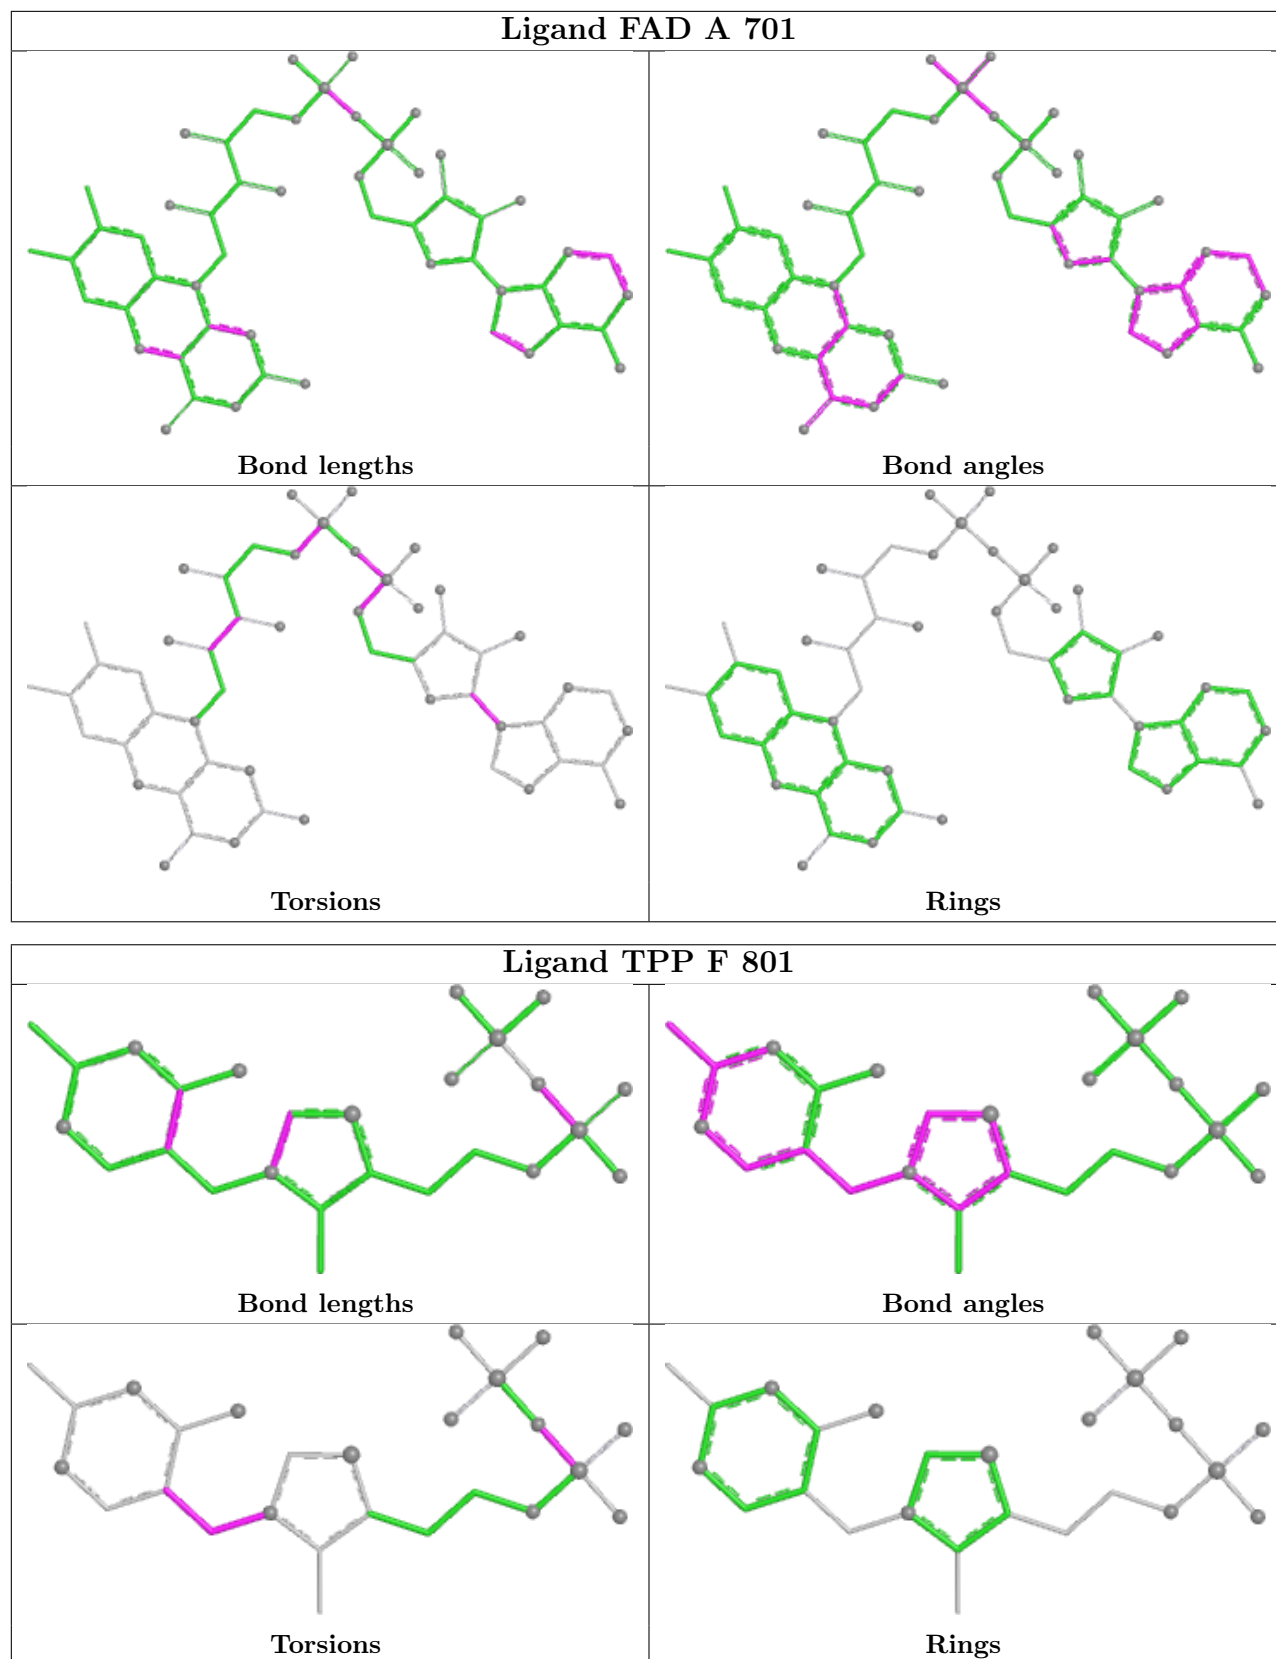 Ligand FAD A 701
Bond lengths
Bond angles
Torsions
Rings
Ligand TPP F 801
Bond lengths
Bond angles
Torsions
Rings